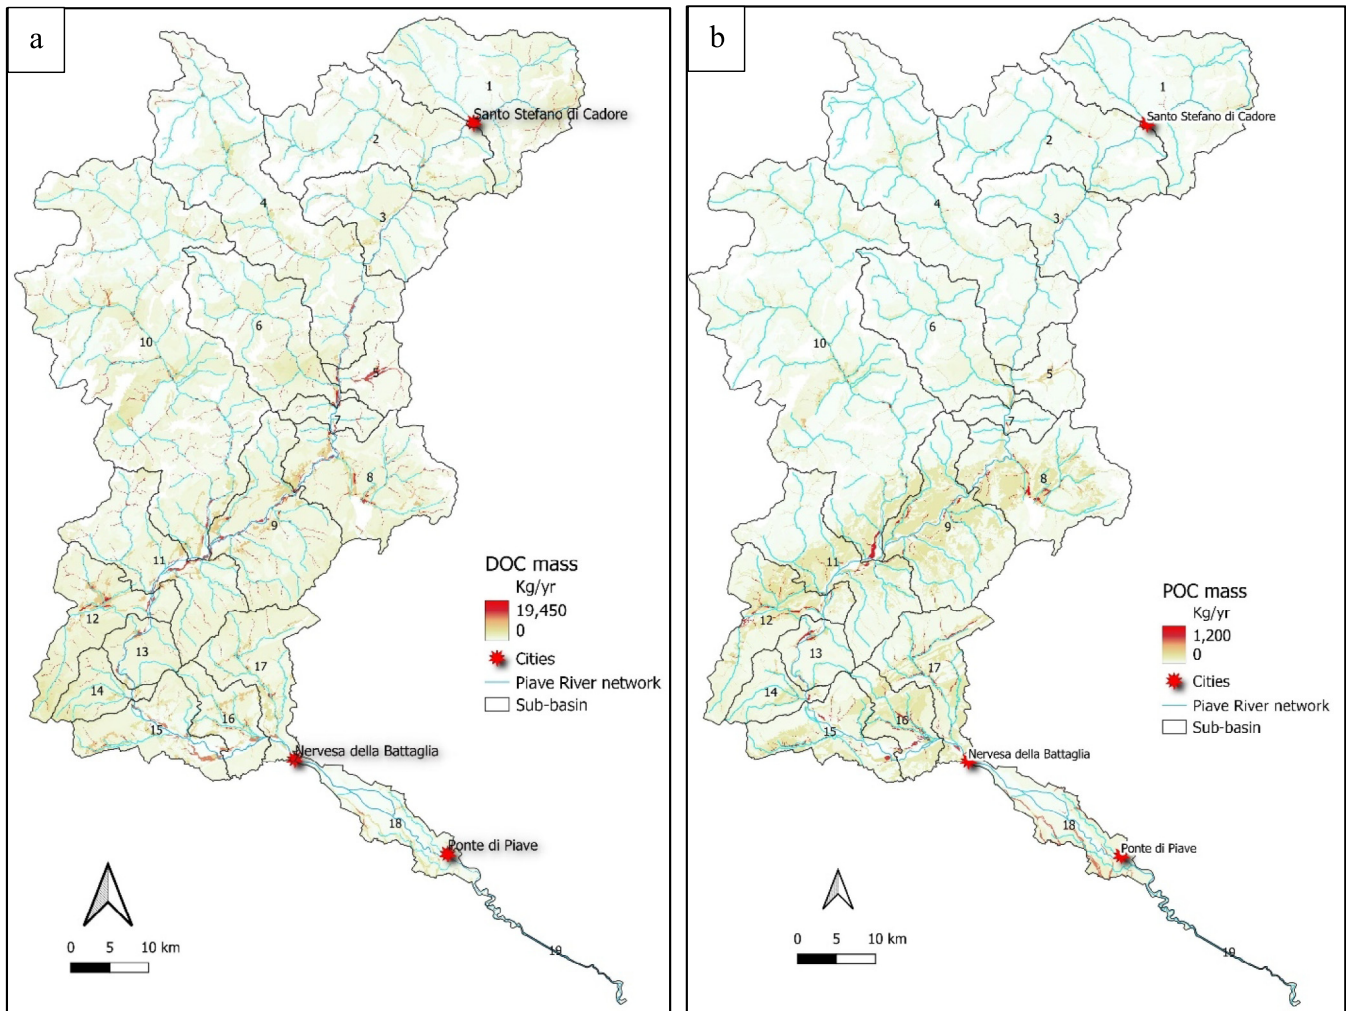 a
1
Santo Stefano di Cadore
2
4
3
6
10
5
7
8
9
11
DOC mass
Kg/yr
19,450
0
Cities
Piave River network
Sub-basin
12
13
17
14
16
15
Nervesa della Battaglia
18
Ponte di Piave
0 5 10 km
19
b
1
Santo Stefano di Cadore
2
4
3
6
10
5
7
8
9
11
POC mass
Kg/yr
1,200
0
Cities
Piave River network
Sub-basin
12
13
17
14
16
15
Nervesa della Battaglia
18
Ponte di Piave
0 5 10 km
19